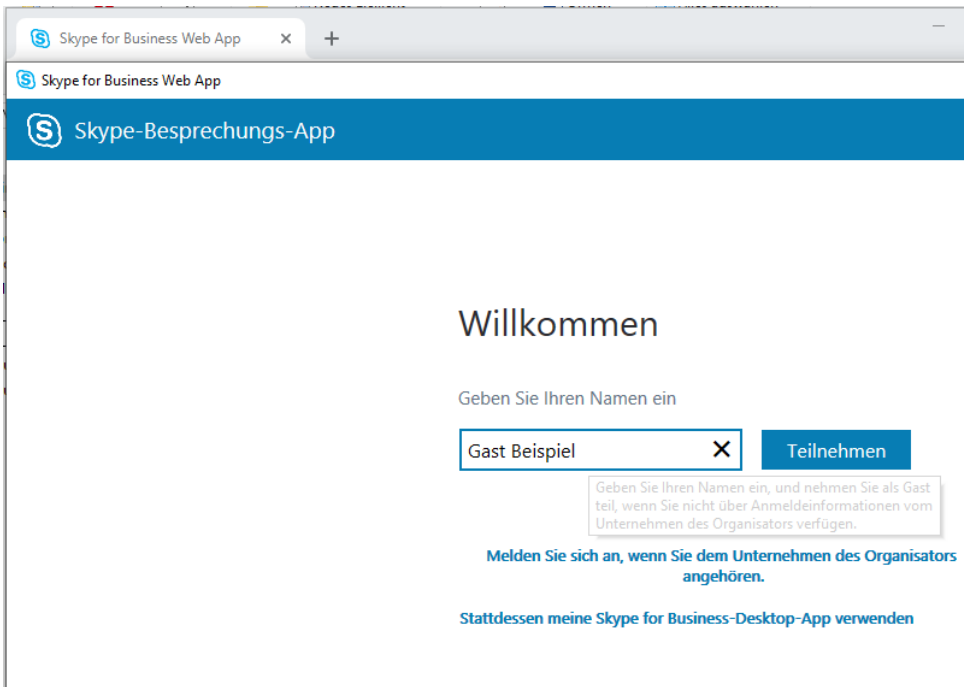 Skype for Business Web App
Skype for Business Web App
Skype-Besprechungs-App
Willkommen
Geben Sie Ihren Namen ein
Gast Beispiel
Teilnehmen
Geben Sie Ihren Namen ein, und nehmen Sie als Gast
teil, wenn Sie nicht über Anmeldeinformationen vom
Unternehmen des Organisators verfügen.
Melden Sie sich an, wenn Sie dem Unternehmen des Organisators
angehören.
Stattdessen meine Skype for Business-Desktop-App verwenden